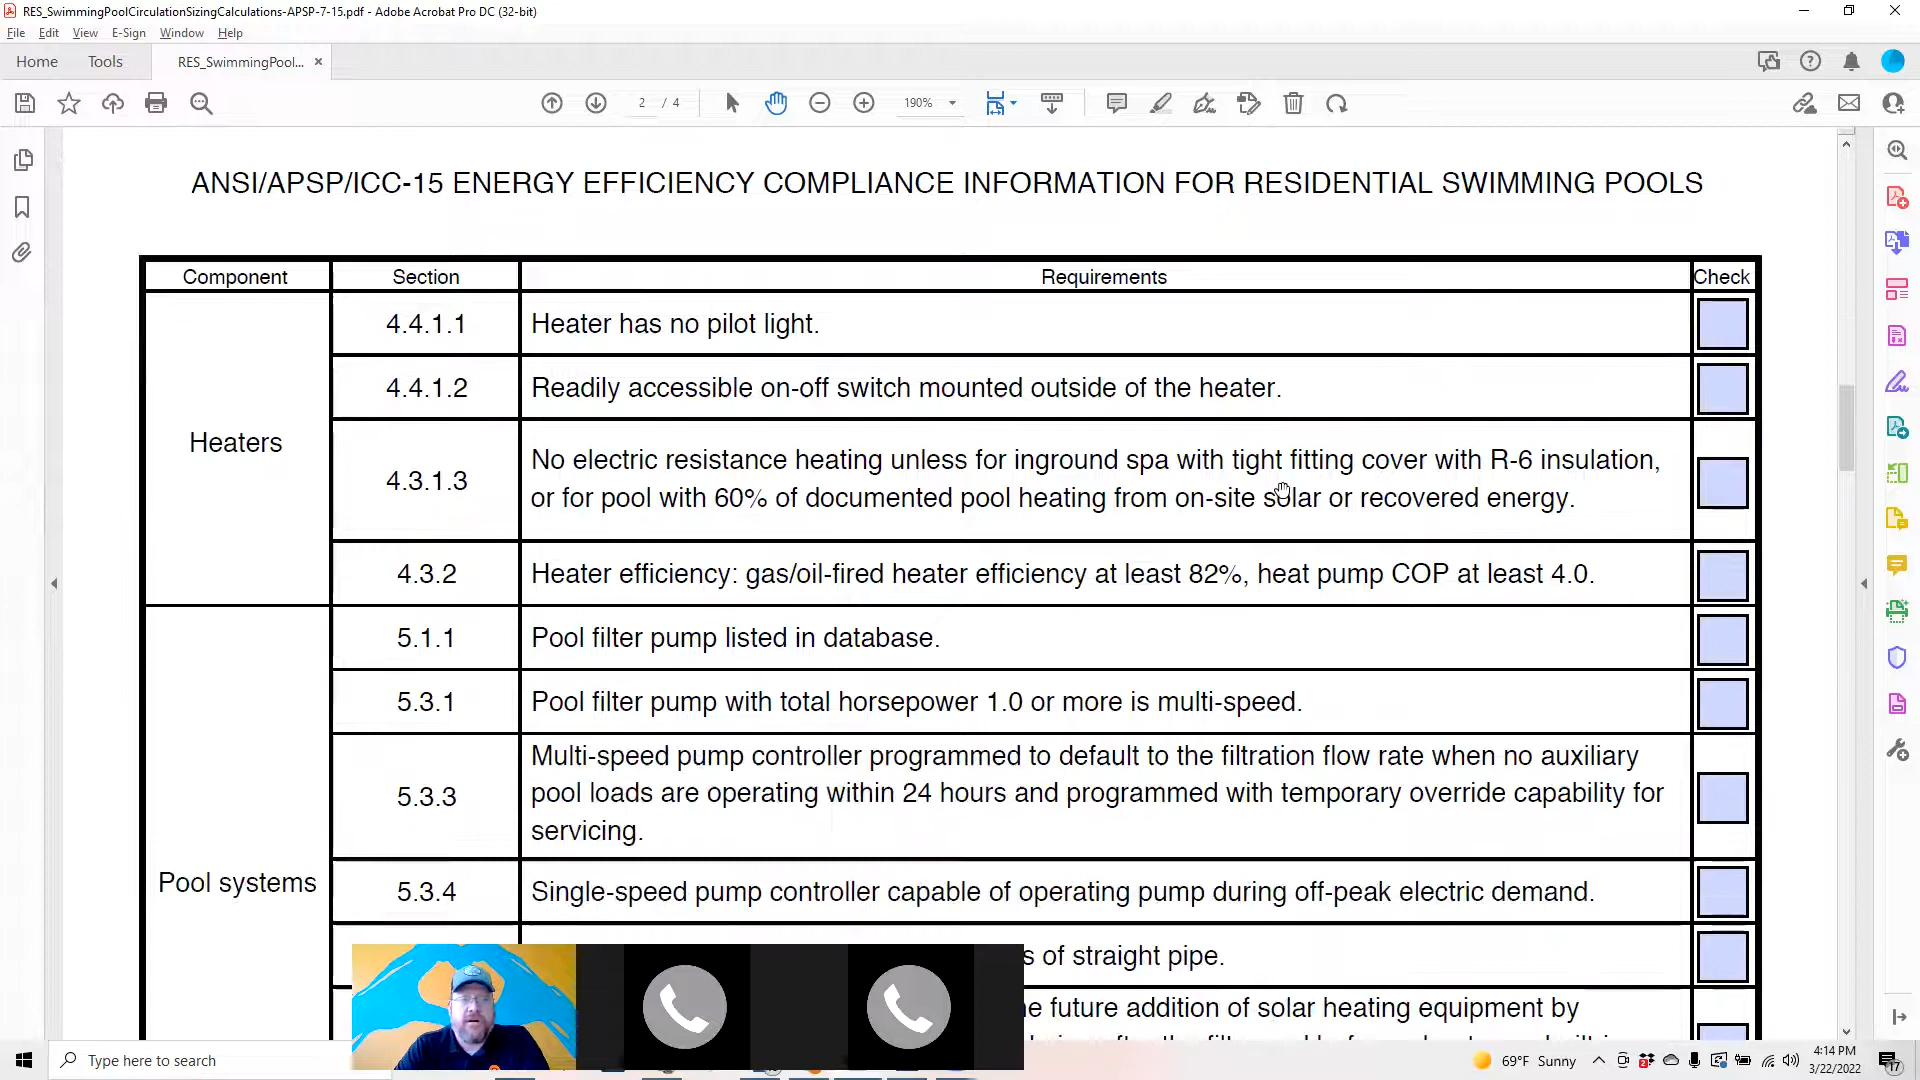 RES_SwimmingPoolCirculationSizingCalculations-APSP-7-15.pdf - Adobe Acrobat Pro DC (32-bit)
File Edit View E-Sign Window Help
Home Tools RES_SwimmingPool... ×
2 / 4 190%
ANSI/APSP/ICC-15 ENERGY EFFICIENCY COMPLIANCE INFORMATION FOR RESIDENTIAL SWIMMING POOLS
Component Section Requirements Check
Heaters
4.4.1.1 Heater has no pilot light.
4.4.1.2 Readily accessible on-off switch mounted outside of the heater.
4.3.1.3 No electric resistance heating unless for inground spa with tight fitting cover with R-6 insulation,
or for pool with 60% of documented pool heating from on-site solar or recovered energy.
4.3.2 Heater efficiency: gas/oil-fired heater efficiency at least 82%, heat pump COP at least 4.0.
Pool systems
5.1.1 Pool filter pump listed in database.
5.3.1 Pool filter pump with total horsepower 1.0 or more is multi-speed.
5.3.3 Multi-speed pump controller programmed to default to the filtration flow rate when no auxiliary
pool loads are operating within 24 hours and programmed with temporary override capability for
servicing.
5.3.4 Single-speed pump controller capable of operating pump during off-peak electric demand.
s of straight pipe.
future addition of solar heating equipment by
Type here to search
69°F Sunny
4:14 PM
3/22/2022
17